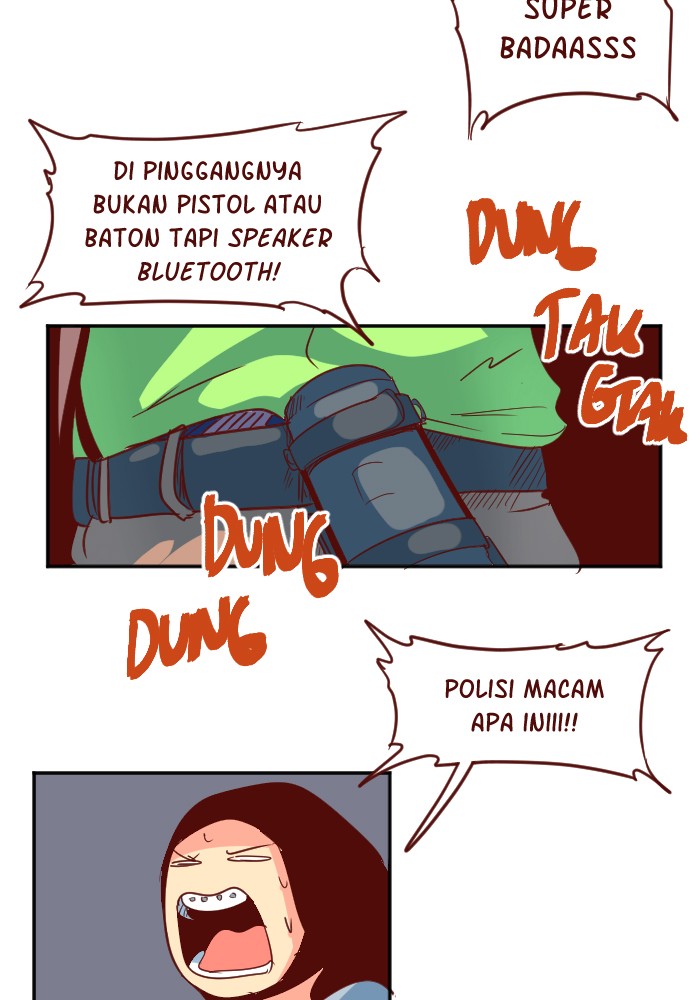 SUPER
BADAASSS
DI PINGGANGNYA
BUKAN PISTOL ATAU
BATON TAPI SPEAKER
BLUETOOTH!
DUNG
TAK
GTAK
DUNG
DUNG
POLISI MACAM
APA INIII!!